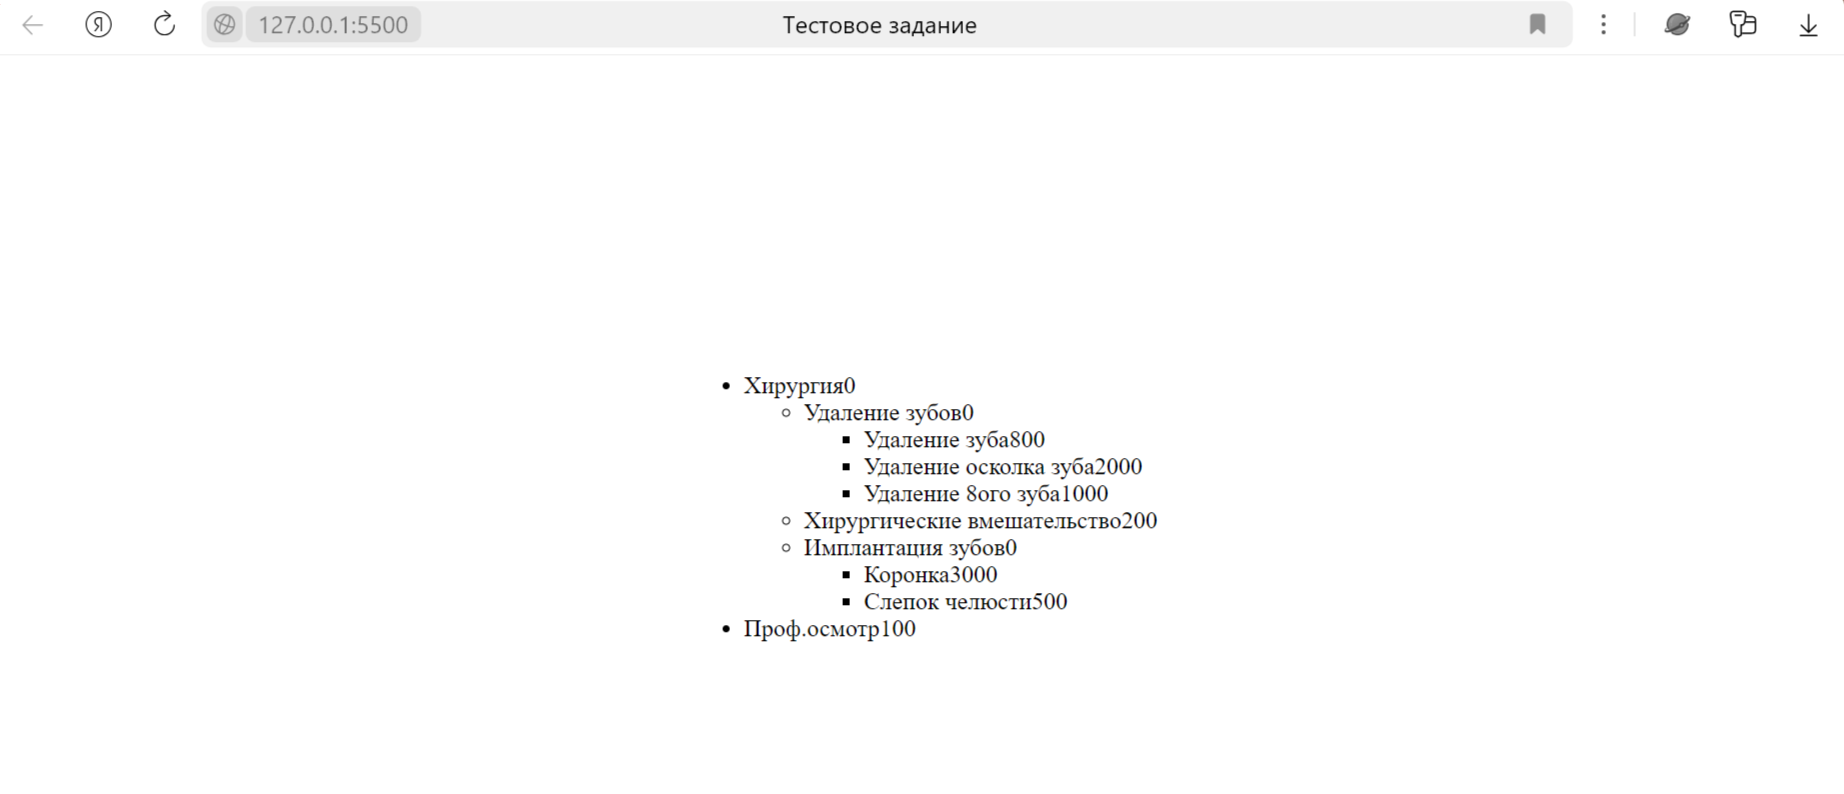 Я 127.0.0.1:5500 Тестовое задание
Хирургия0
Удаление зубов0
Удаление зуба800
Удаление осколка зуба2000
Удаление 8ого зуба1000
Хирургические вмешательство200
Имплантация зубов0
Коронка3000
Слепок челюсти500
Проф.осмотр100